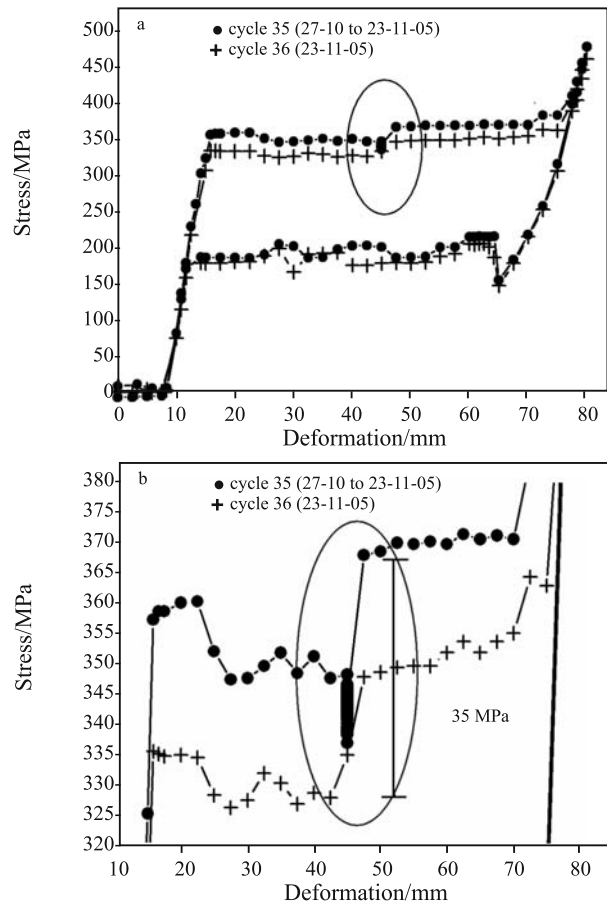 a
cycle 35 (27-10 to 23-11-05)
cycle 36 (23-11-05)
Stress/MPa
500
450
400
350
300
250
200
150
100
50
0
0 10 20 30 40 50 60 70 80
Deformation/mm
b
cycle 35 (27-10 to 23-11-05)
cycle 36 (23-11-05)
Stress/MPa
380
375
370
365
360
355
350
345
340
335
330
325
320
35 MPa
10 20 30 40 50 60 70 80
Deformation/mm